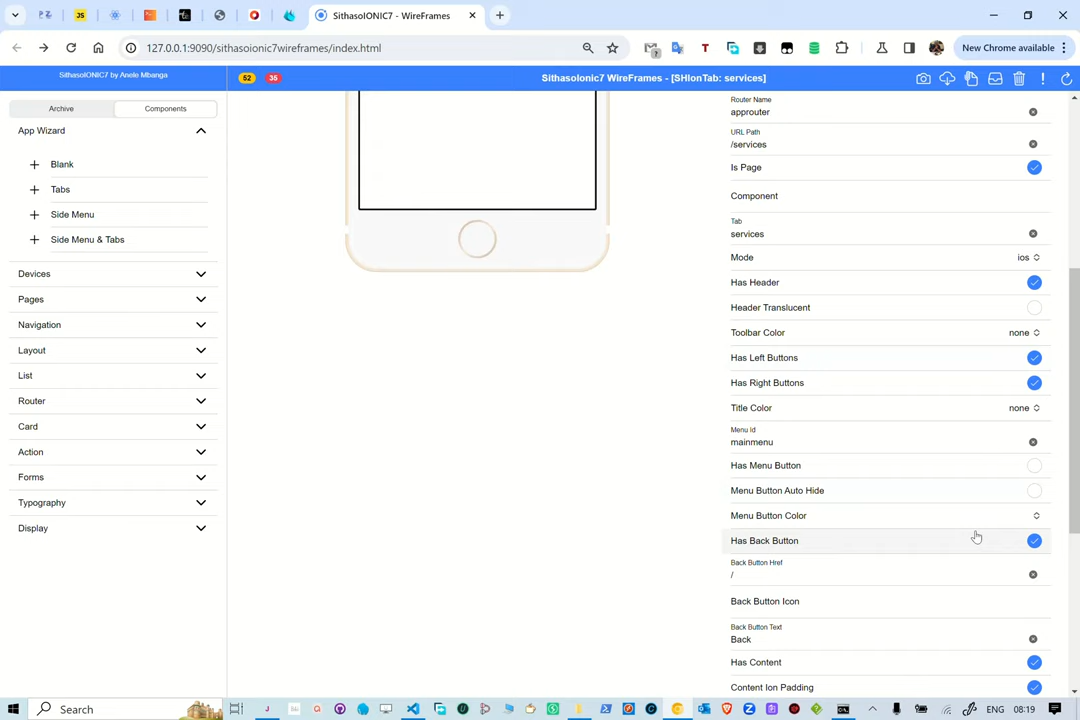 SithasoIONIC7 - WireFrames
127.0.0.1:9090/sithasoionic7wireframes/index.html
New Chrome available
SithasoIONIC7 by Anele Mbanga
52
35
SithasoIonic7 WireFrames - [SHIonTab: services]
Archive
Components
App Wizard
Blank
Tabs
Side Menu
Side Menu & Tabs
Devices
Pages
Navigation
Layout
List
Router
Card
Action
Forms
Typography
Display
Router Name
approuter
URL Path
/services
Is Page
Component
Tab
services
Mode
ios
Has Header
Header Translucent
Toolbar Color
none
Has Left Buttons
Has Right Buttons
Title Color
none
Menu Id
mainmenu
Has Menu Button
Menu Button Auto Hide
Menu Button Color
Has Back Button
Back Button Href
/
Back Button Icon
Back Button Text
Back
Has Content
Content Ion Padding
Search
ENG
08:19